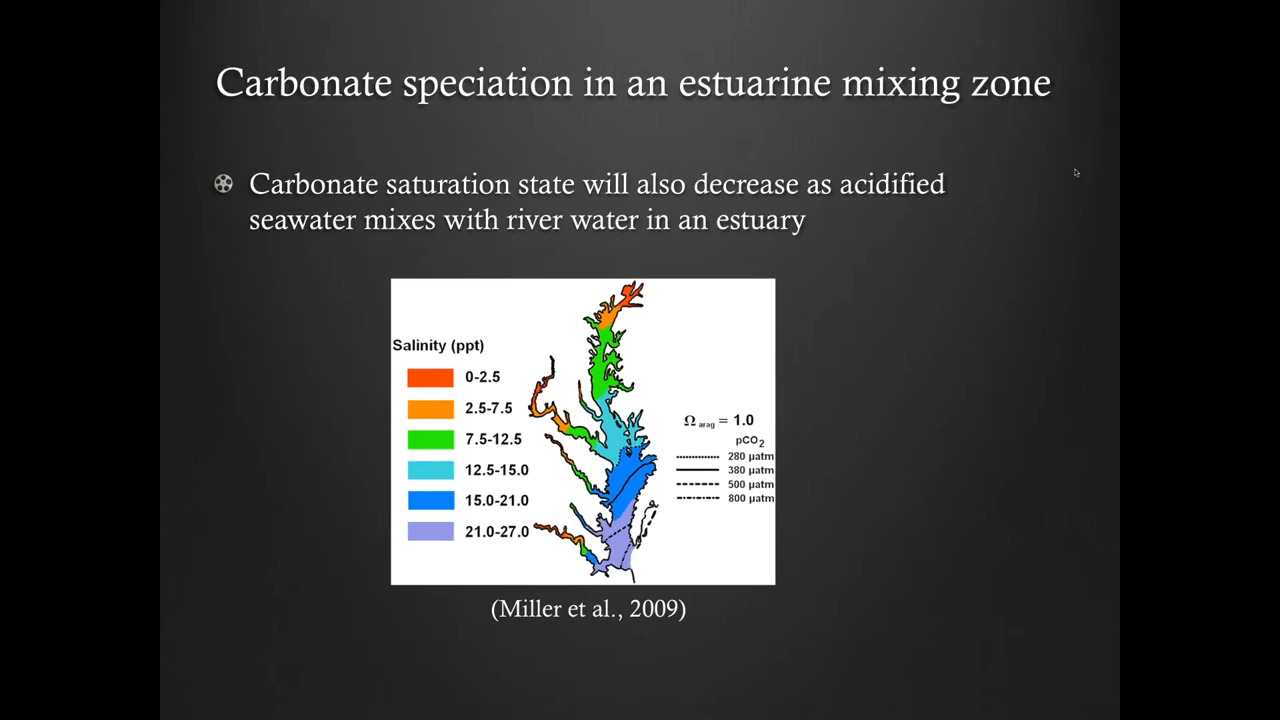 Carbonate speciation in an estuarine mixing zone
Carbonate saturation state will also decrease as acidified
seawater mixes with river water in an estuary
Salinity (ppt)
0-2.5
2.5-7.5
7.5-12.5
12.5-15.0
15.0-21.0
21.0-27.0
Ω arag = 1.0
pCO2
280 µatm
380 µatm
500 µatm
800 µatm
(Miller et al., 2009)